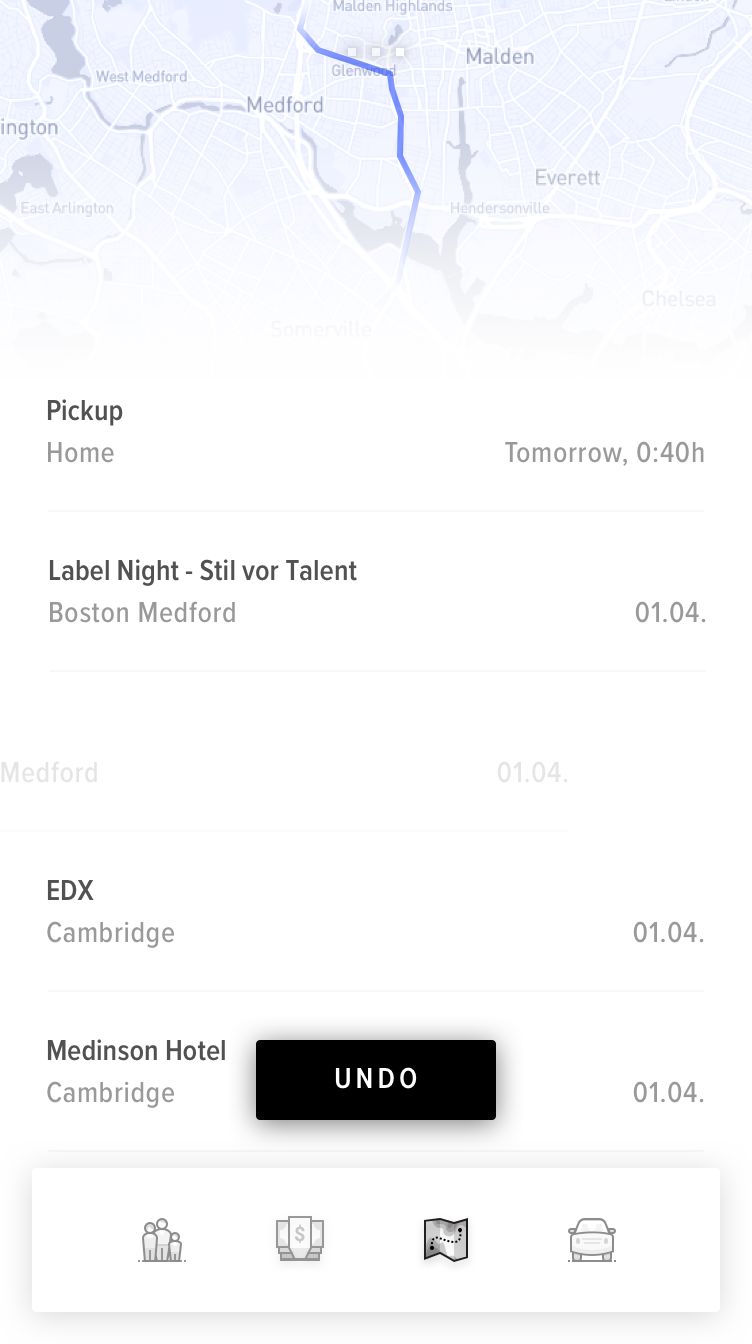 Malden Highlands
Glenwood
Malden
West Medford
Medford
ington
Everett
East Arlington
Hendersonville
Chelsea
Somerville
Pickup
Home
Tomorrow, 0:40h
Label Night - Stil vor Talent
Boston Medford
01.04.
Medford
01.04.
EDX
Cambridge
01.04.
Medinson Hotel
Cambridge
01.04.
UNDO
$